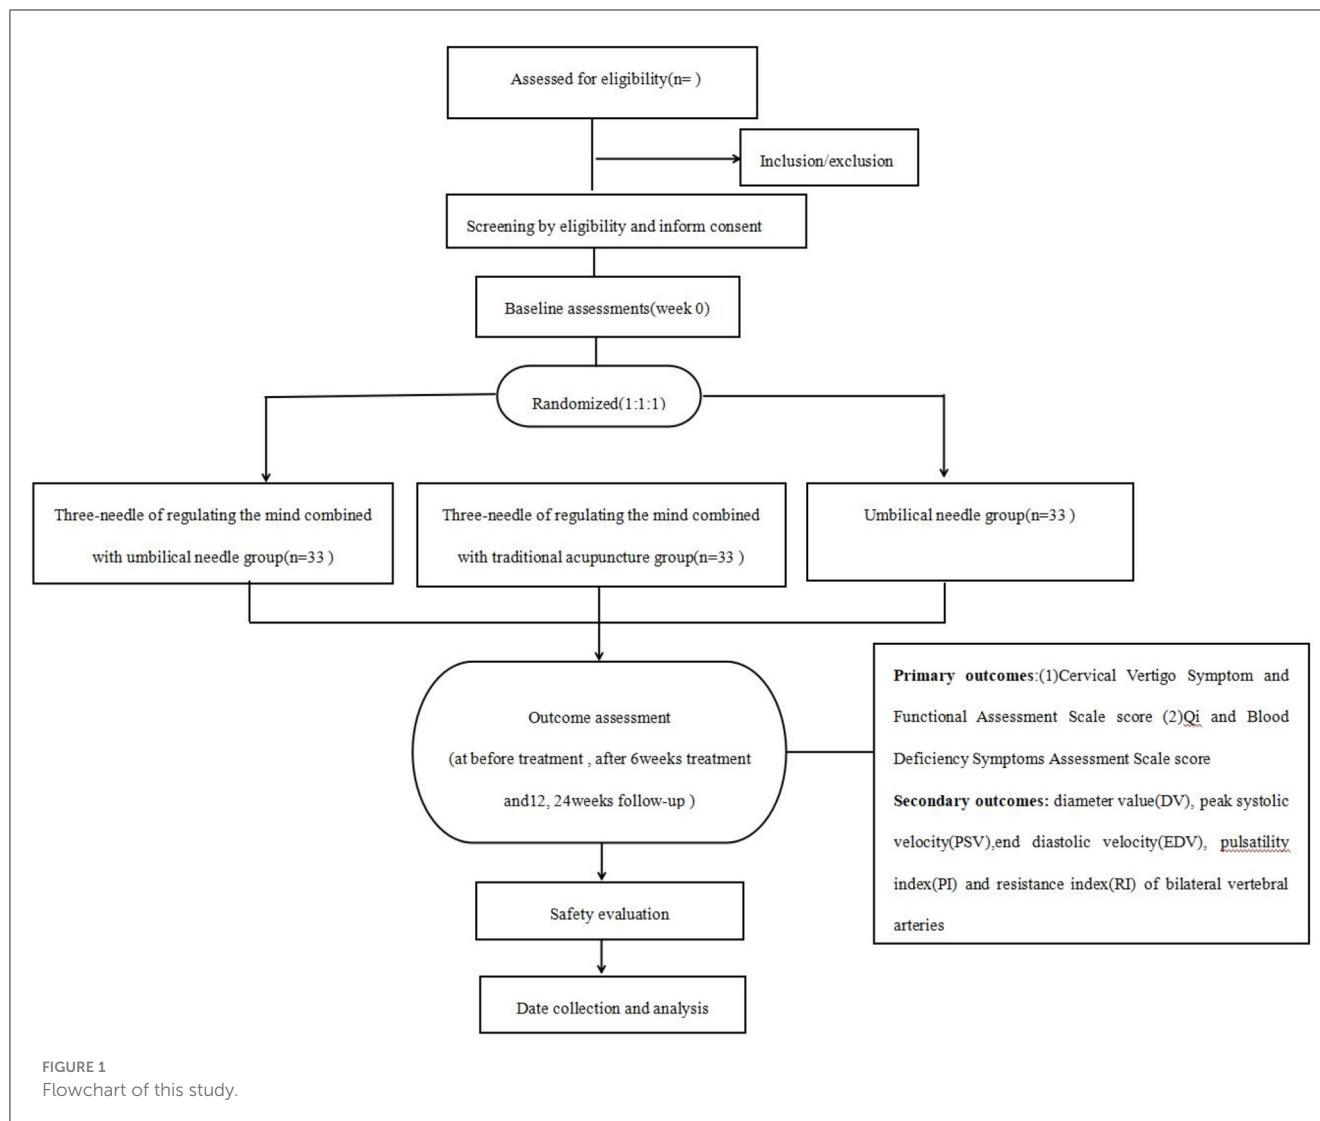 Assessed for eligibility(n= )
Inclusion/exclusion
Screening by eligibility and inform consent
Baseline assessments(week 0)
Randomized(1:1:1)
Three-needle of regulating the mind combined
with umbilical needle group(n=33 )
Three-needle of regulating the mind combined
with traditional acupuncture group(n=33 )
Umbilical needle group(n=33 )
Outcome assessment
(at before treatment , after 6weeks treatment
and12, 24weeks follow-up )
Primary outcomes:(1)Cervical Vertigo Symptom and
Functional Assessment Scale score (2)Qi and Blood
Deficiency Symptoms Assessment Scale score
Secondary outcomes: diameter value(DV), peak systolic
velocity(PSV),end diastolic velocity(EDV), pulsatility
index(PI) and resistance index(RI) of bilateral vertebral
arteries
Safety evaluation
Date collection and analysis
FIGURE 1
Flowchart of this study.